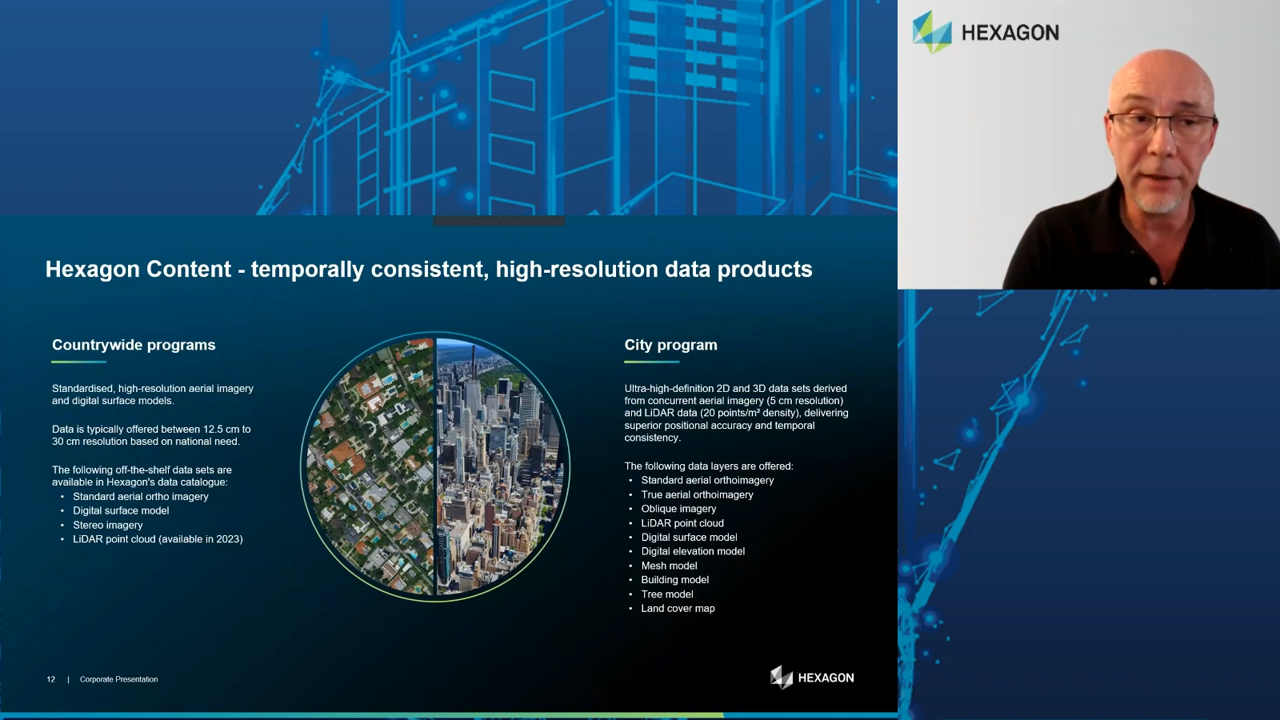 HEXAGON
Hexagon Content - temporally consistent, high-resolution data products
Countrywide programs
Standardised, high-resolution aerial imagery
and digital surface models.
Data is typically offered between 12.5 cm to
30 cm resolution based on national need.
The following off-the-shelf data sets are
available in Hexagon's data catalogue:
• Standard aerial ortho imagery
• Digital surface model
• Stereo imagery
• LiDAR point cloud (available in 2023)
City program
Ultra-high-definition 2D and 3D data sets derived
from concurrent aerial imagery (5 cm resolution)
and LiDAR data (20 points/m² density), delivering
superior positional accuracy and temporal
consistency.
The following data layers are offered:
• Standard aerial orthoimagery
• True aerial orthoimagery
• Oblique imagery
• LiDAR point cloud
• Digital surface model
• Digital elevation model
• Mesh model
• Building model
• Tree model
• Land cover map
12 | Corporate Presentation
HEXAGON